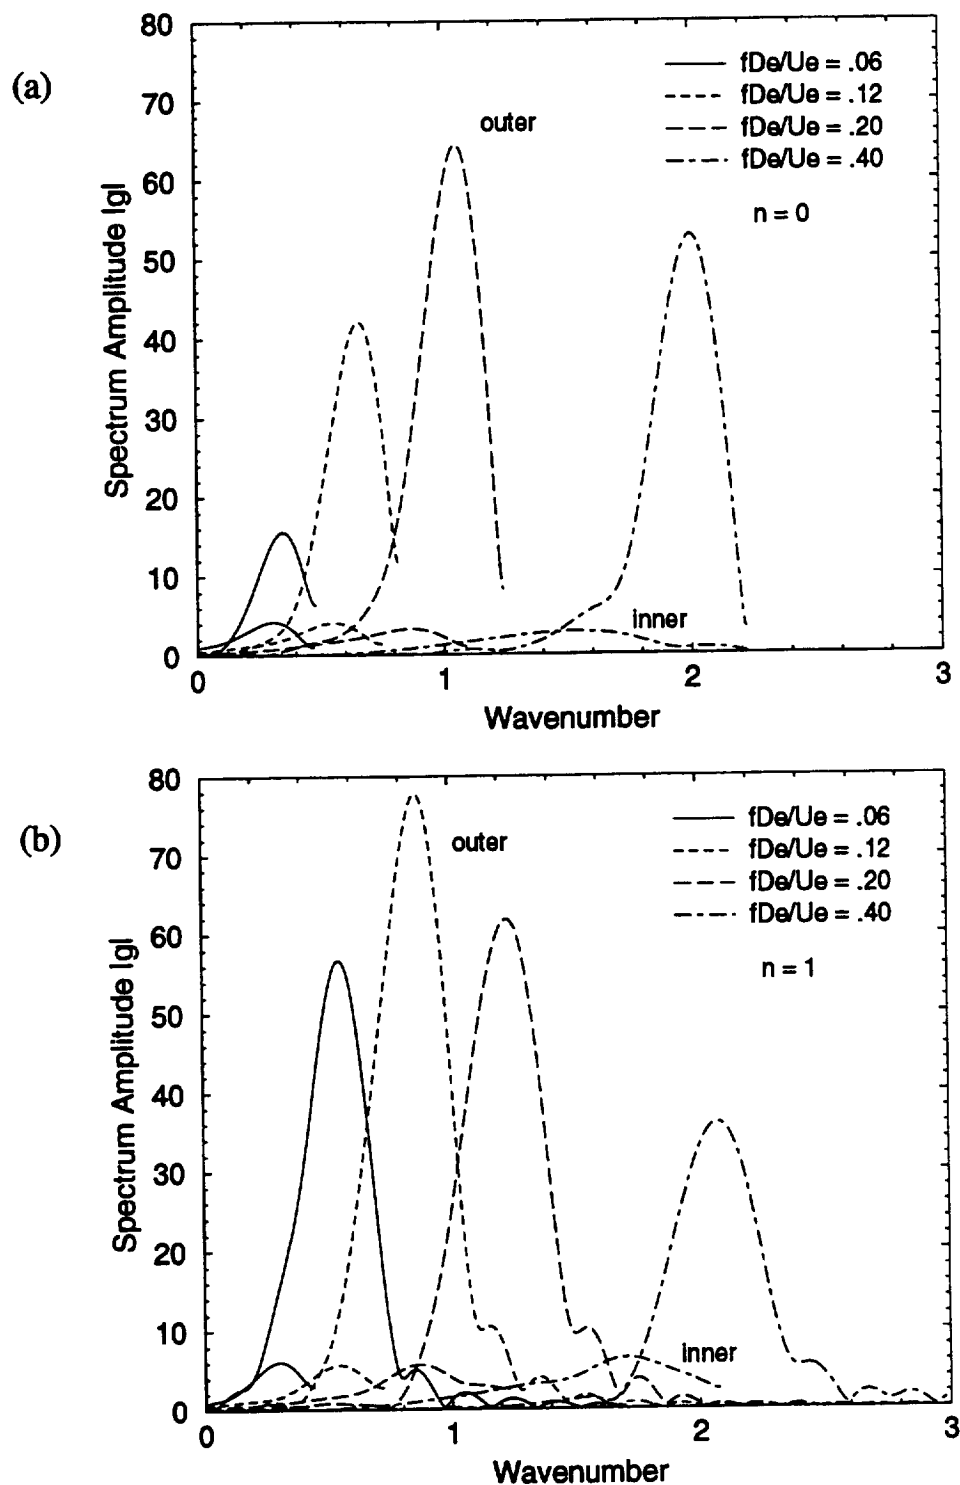 (a)
80
70
60
50
40
30
20
10
0
Spectrum Amplitude |g|
outer
inner
fDe/Ue = .06
fDe/Ue = .12
fDe/Ue = .20
fDe/Ue = .40
n = 0
0 1 2 3
Wavenumber
(b)
80
70
60
50
40
30
20
10
0
Spectrum Amplitude |g|
outer
inner
fDe/Ue = .06
fDe/Ue = .12
fDe/Ue = .20
fDe/Ue = .40
n = 1
0 1 2 3
Wavenumber